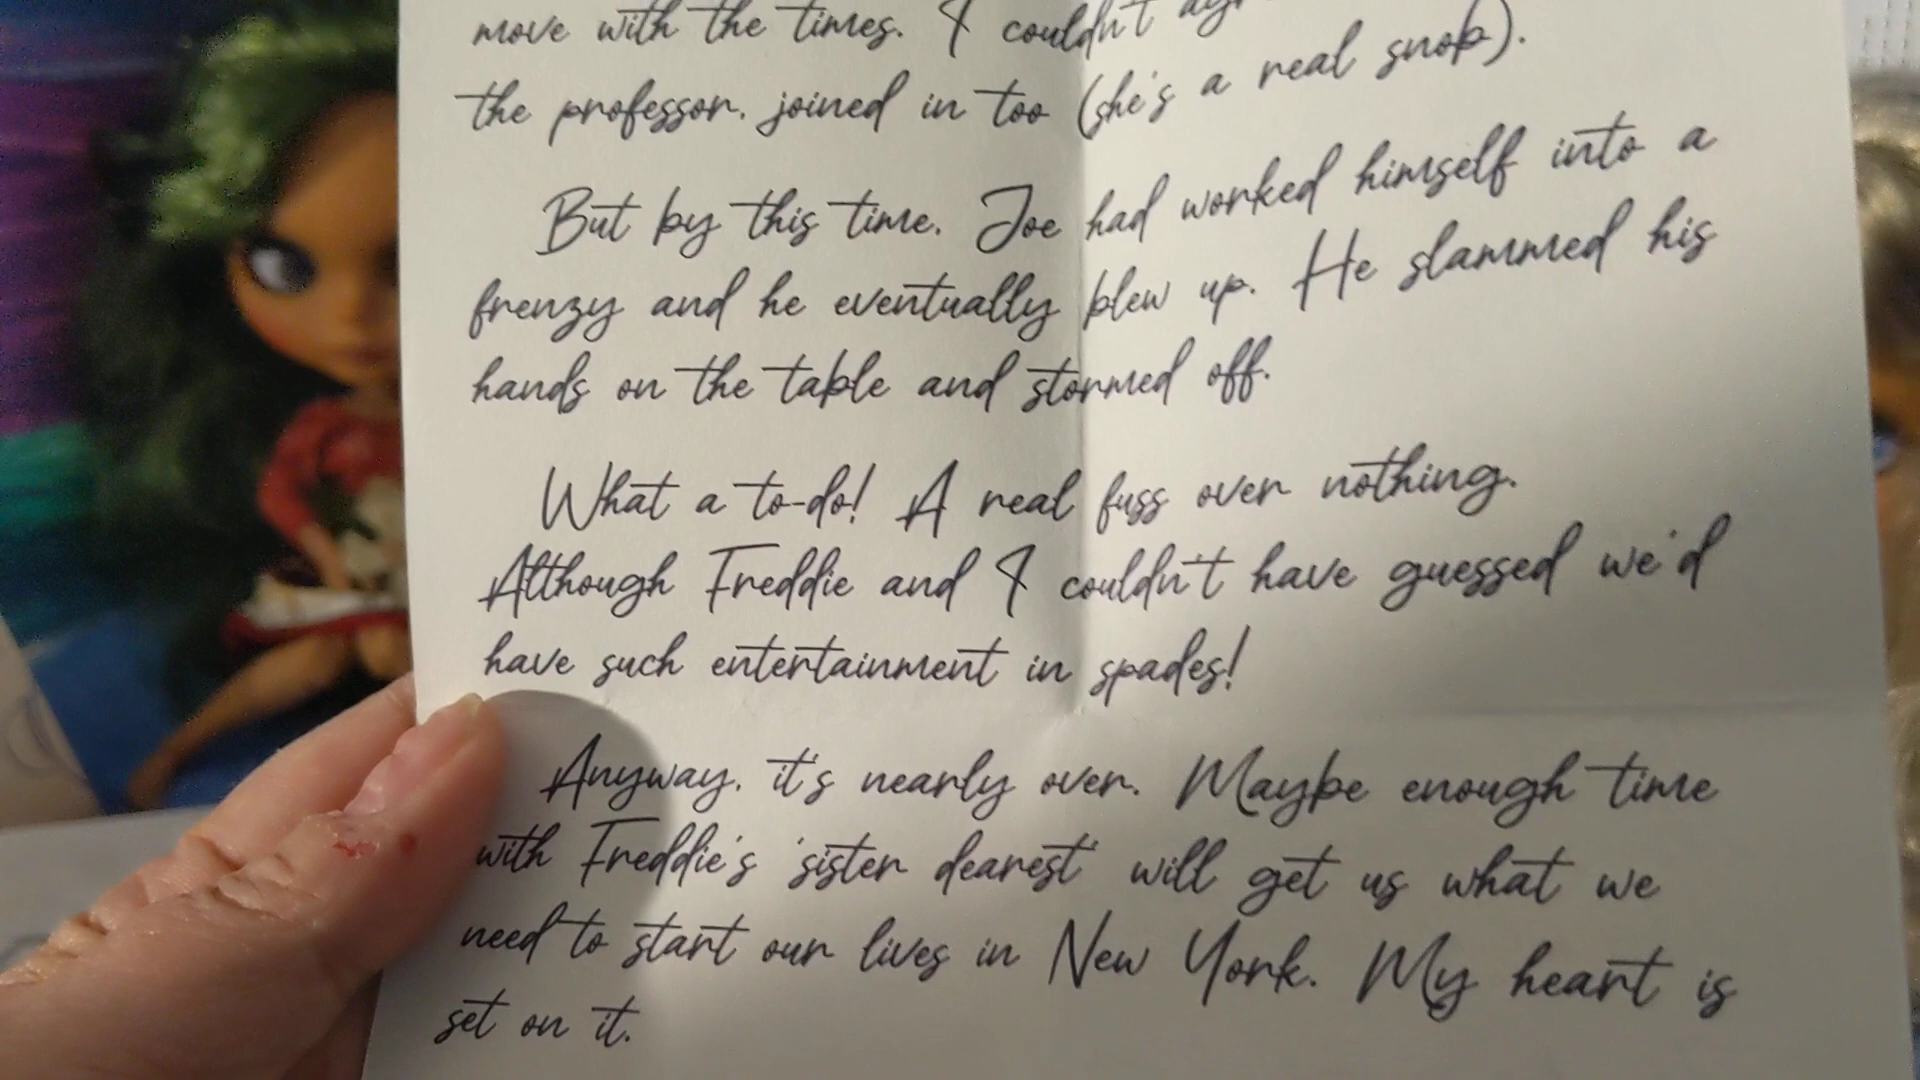 move with the times. I couldn't
the professor, joined in too (she's a real snob).
But by this time, Joe had worked himself into a
frenzy and he eventually blew up. He slammed his
hands on the table and stormed off.
What a to-do! A real fuss over nothing.
Although Freddie and I couldn't have guessed we'd
have such entertainment in spades!
Anyway, it's nearly over. Maybe enough time
with Freddie's 'sister dearest' will get us what we
need to start our lives in New York. My heart is
set on it.